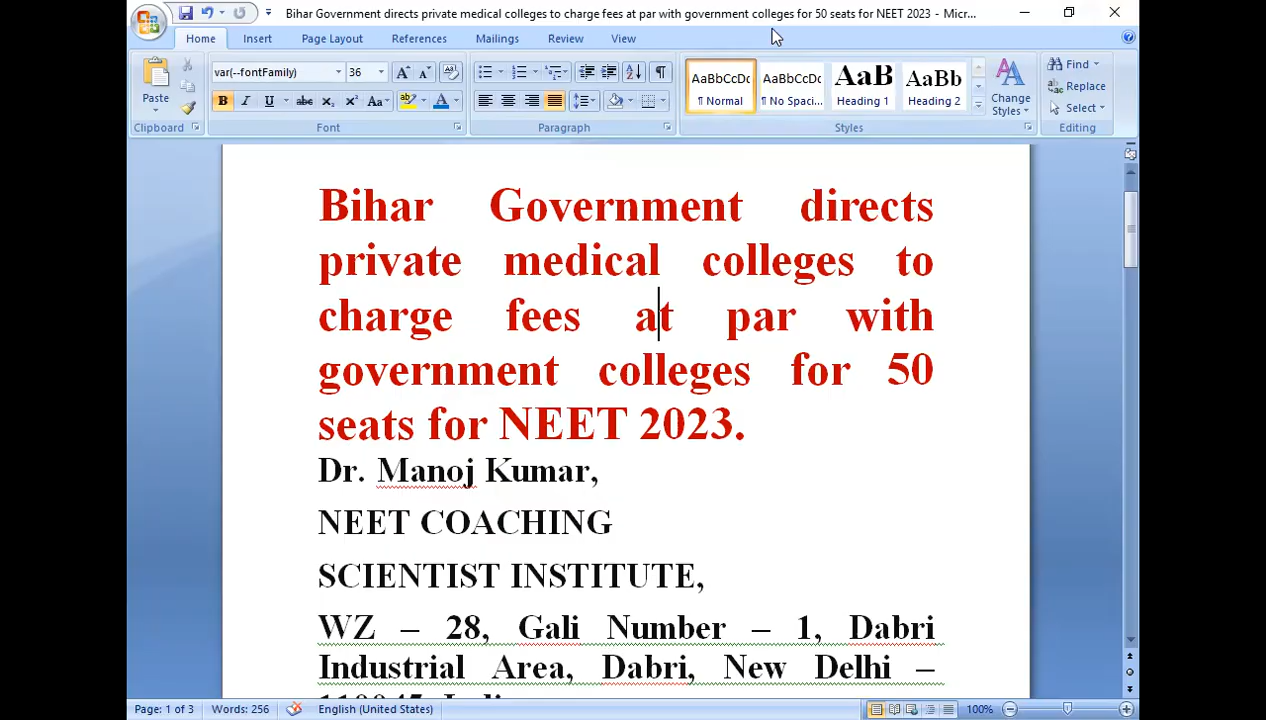 Bihar Government directs private medical colleges to charge fees at par with government colleges for 50 seats for NEET 2023 - Micr...
Home Insert Page Layout References Mailings Review View
var(--fontFamily) 36
Paste
B I U abc x₂ x² Aa
A A
AaBbCcDc AaBbCcDc AaB AaBb
¶ Normal ¶ No Spaci... Heading 1 Heading 2
Change Styles
Find
Replace
Select
Clipboard Font Paragraph Styles Editing
Bihar Government directs
private medical colleges to
charge fees at par with
government colleges for 50
seats for NEET 2023.
Dr. Manoj Kumar,
NEET COACHING
SCIENTIST INSTITUTE,
WZ – 28, Gali Number – 1, Dabri
Industrial Area, Dabri, New Delhi –
Page: 1 of 3 Words: 256 English (United States) 100%